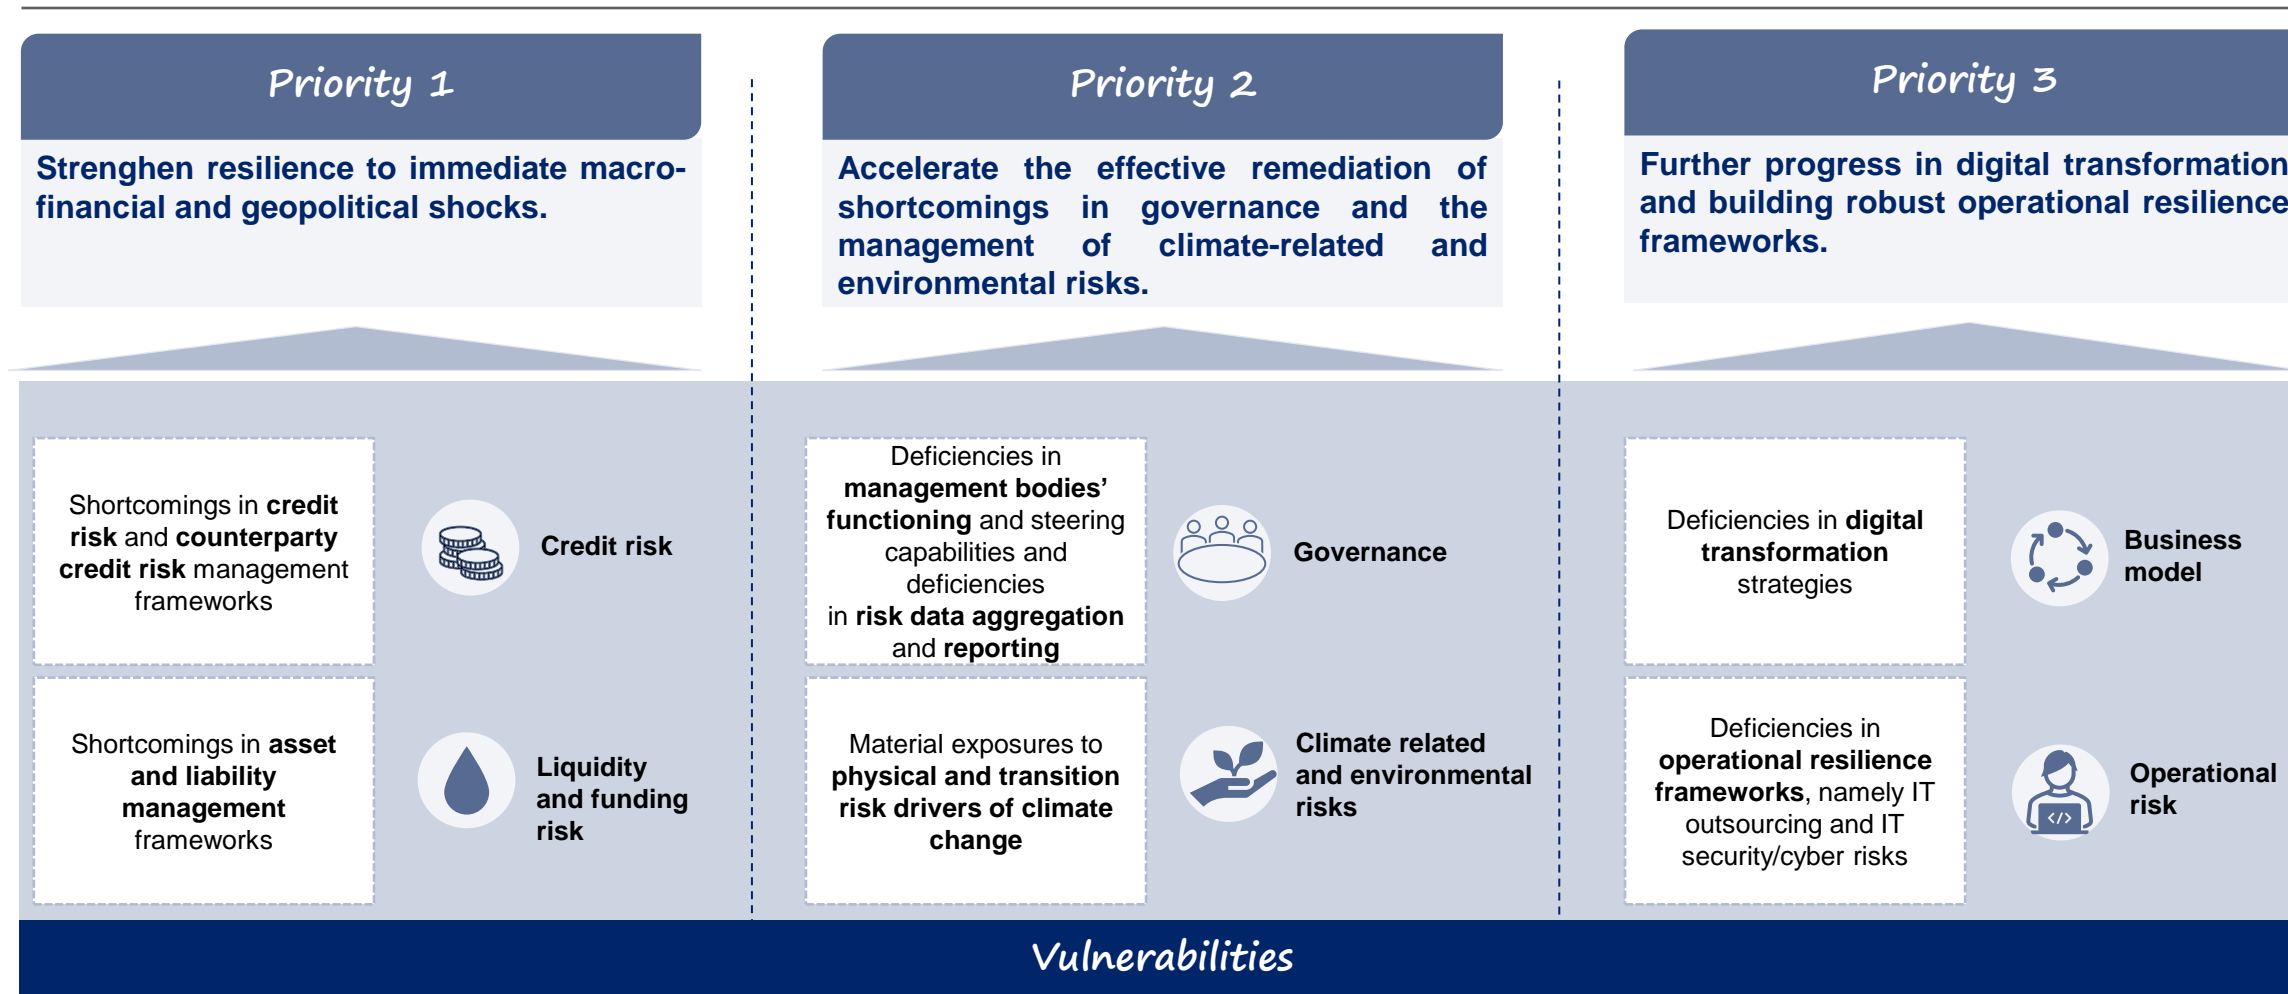 Priority 1
Strenghen resilience to immediate macro-
financial and geopolitical shocks.
Priority 2
Accelerate the effective remediation of
shortcomings in governance and the
management of climate-related and
environmental risks.
Priority 3
Further progress in digital transformation
and building robust operational resilience
frameworks.
Shortcomings in credit
risk and counterparty
credit risk management
frameworks
Credit risk
Shortcomings in asset
and liability
management
frameworks
Liquidity
and funding
risk
Deficiencies in
management bodies’
functioning and steering
capabilities and
deficiencies
in risk data aggregation
and reporting
Governance
Material exposures to
physical and transition
risk drivers of climate
change
Climate related
and environmental
risks
Deficiencies in digital
transformation
strategies
Business
model
Deficiencies in
operational resilience
frameworks, namely IT
outsourcing and IT
security/cyber risks
</>
Operational
risk
Vulnerabilities